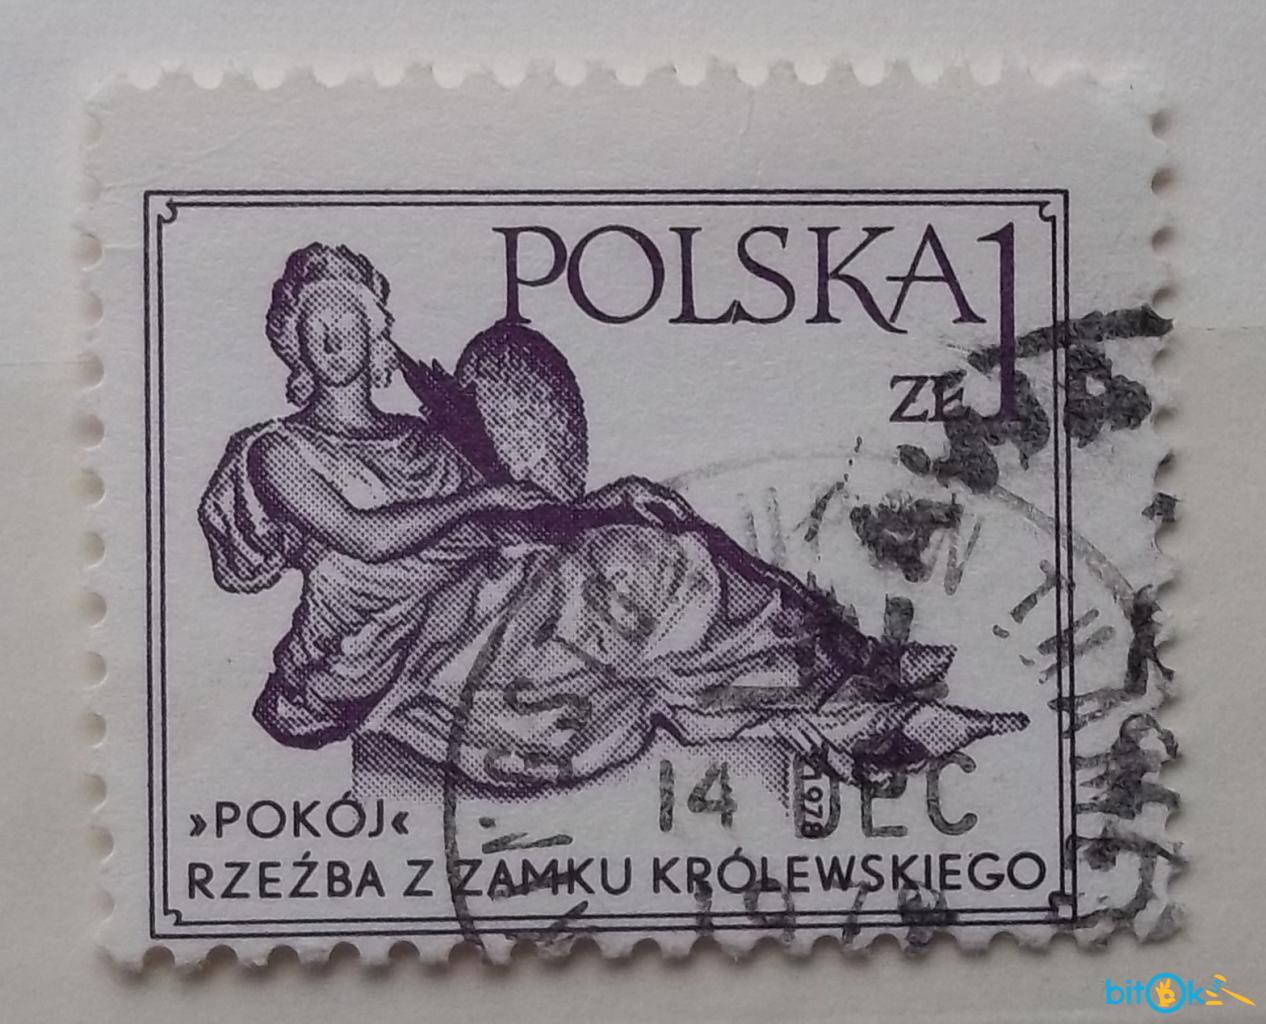 POLSKA 1
ZŁ
»POKÓJ«
1978
RZEŹBA Z ZAMKU KRÓLEWSKIEGO
14 DEC
bitOk